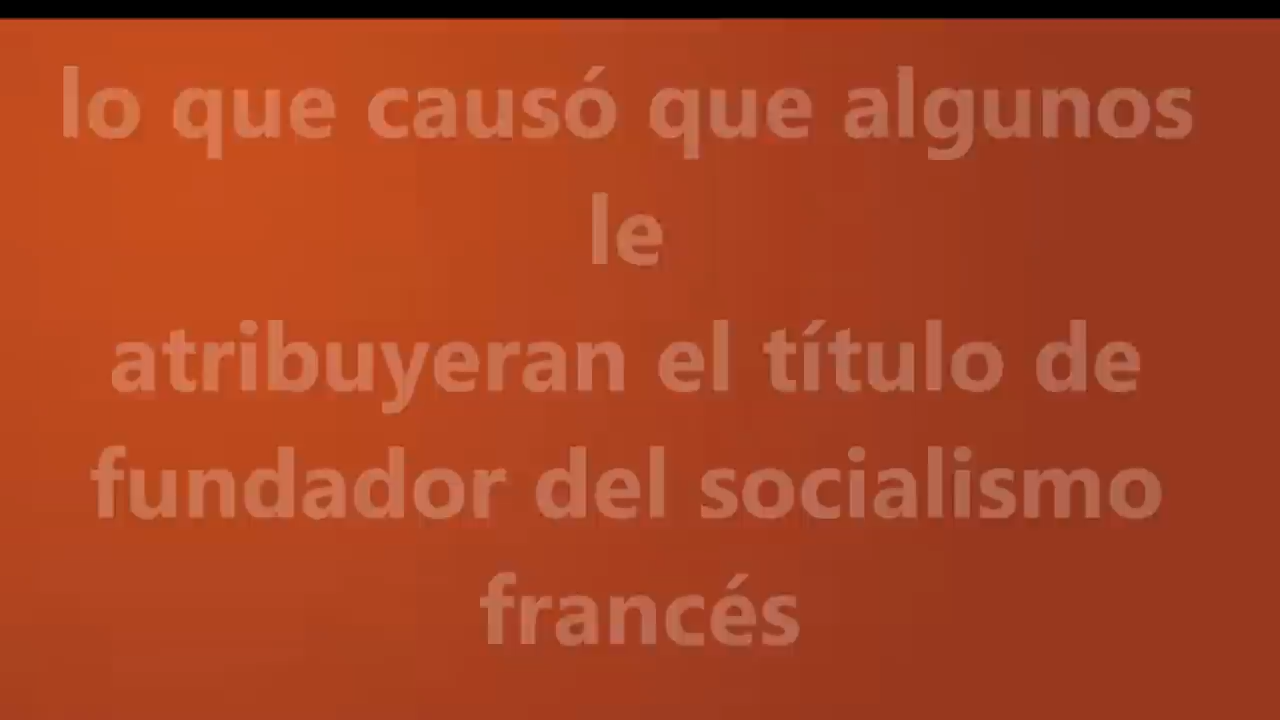 lo que causó que algunos
le
atribuyeran el título de
fundador del socialismo
francés